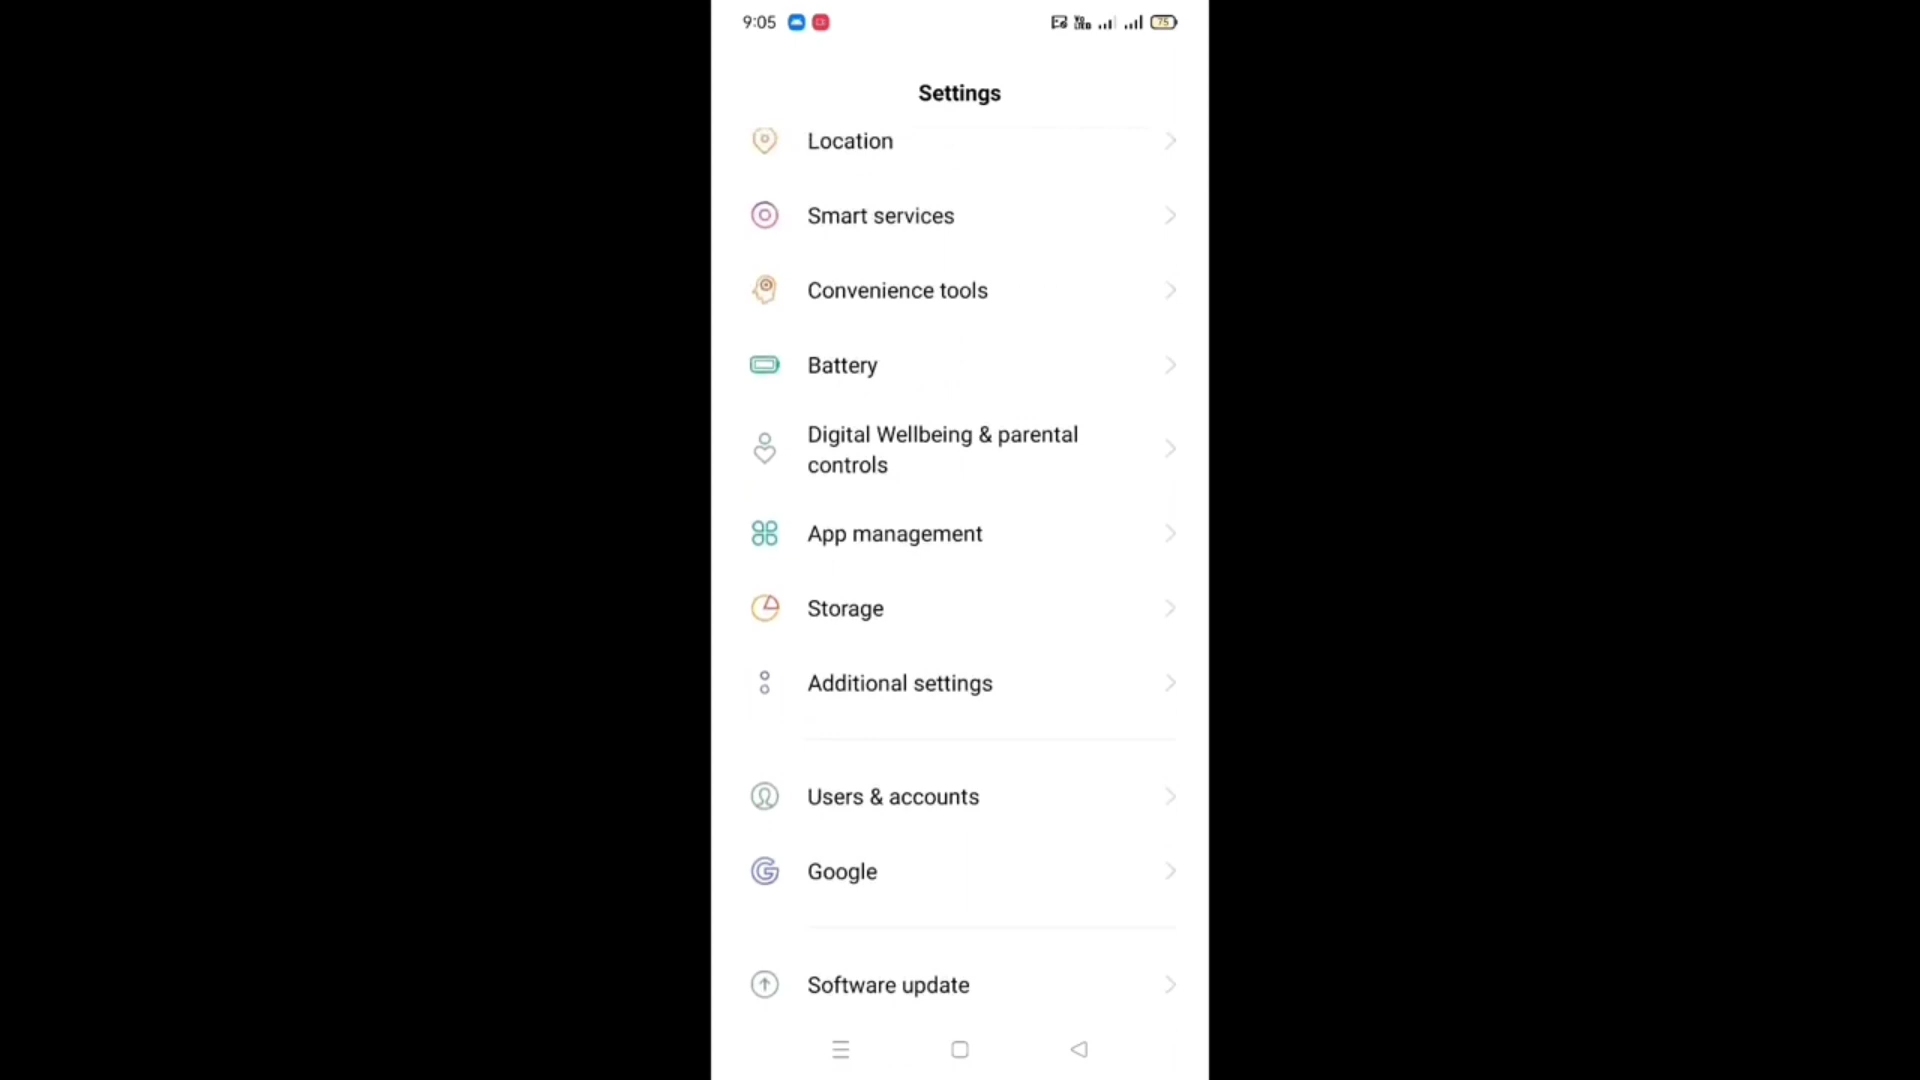 9:05
75
Settings
Location
Smart services
Convenience tools
Battery
Digital Wellbeing & parental
controls
App management
Storage
Additional settings
Users & accounts
Google
Software update